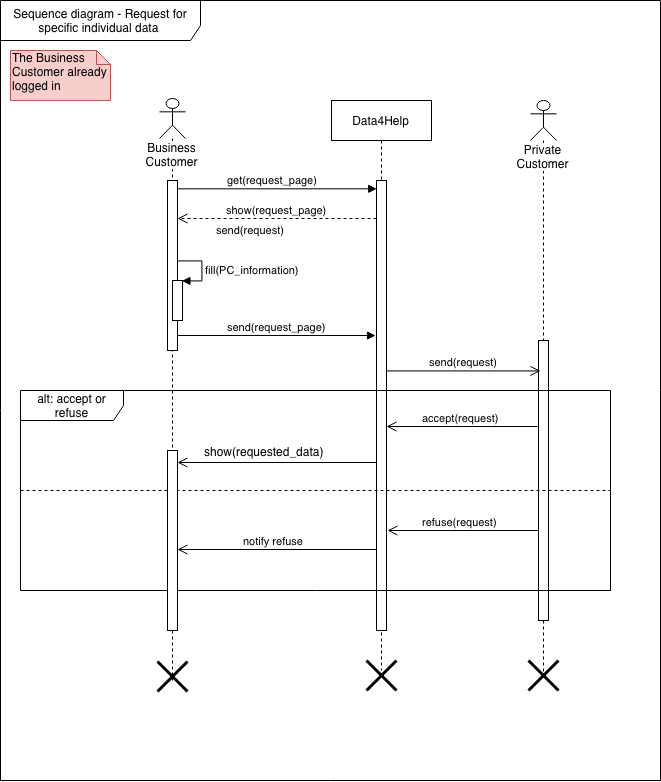 Sequence diagram - Request for
specific individual data
The Business
Customer already
logged in
Business
Customer
Data4Help
Private
Customer
get(request_page)
show(request_page)
send(request)
fill(PC_information)
send(request_page)
send(request)
alt: accept or
refuse
accept(request)
show(requested_data)
refuse(request)
notify refuse